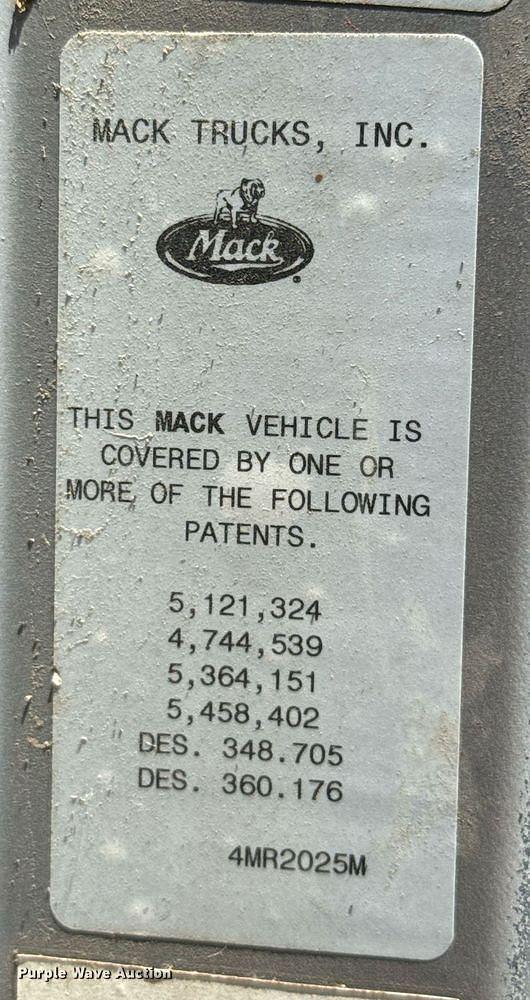 MACK TRUCKS, INC.
Mack
THIS MACK VEHICLE IS
COVERED BY ONE OR
MORE OF THE FOLLOWING
PATENTS.
5,121,324
4,744,539
5,364,151
5,458,402
DES. 348.705
DES. 360.176
4MR2025M
Purple Wave Auction